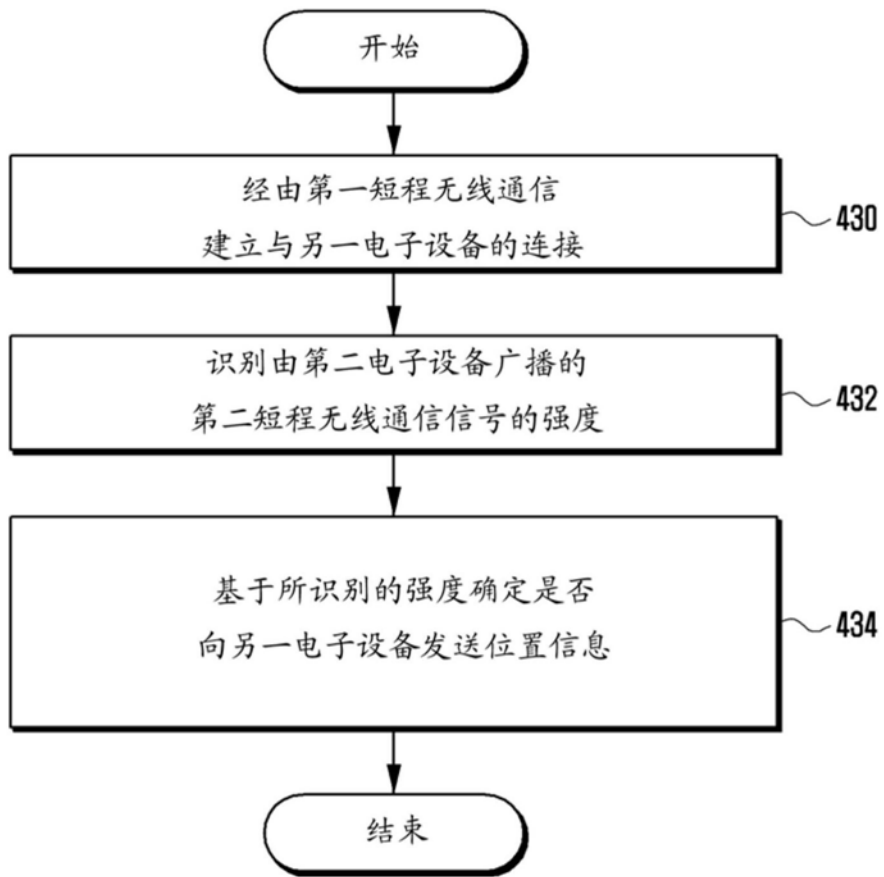 开始
经由第一短程无线通信
建立与另一电子设备的连接
430
识别由第二电子设备广播的
第二短程无线通信信号的强度
432
基于所识别的强度确定是否
向另一电子设备发送位置信息
434
结束